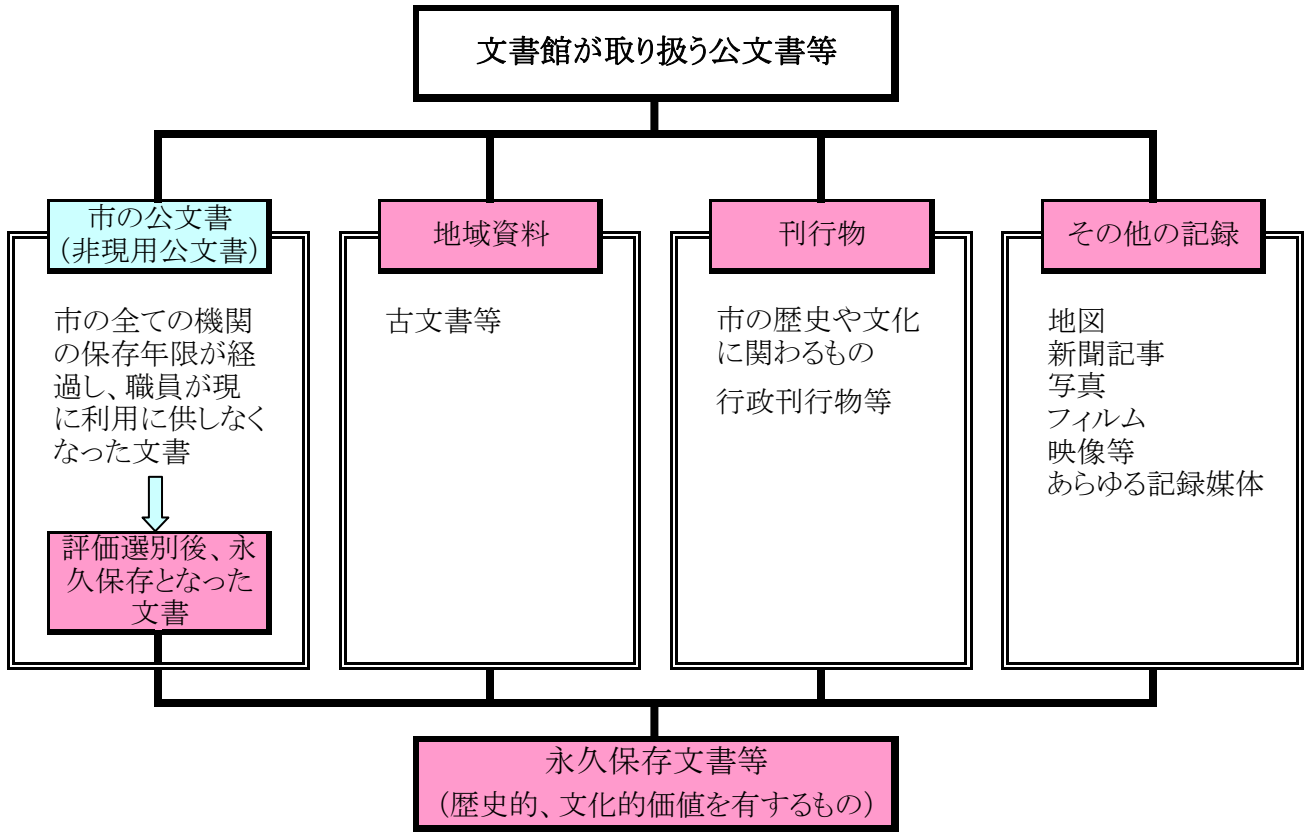 文書館が取り扱う公文書等
市の公文書
（非現用公文書）
市の全ての機関
の保存年限が経
過し、職員が現
に利用に供しなく
なった文書
評価選別後、永
久保存となった
文書
地域資料
古文書等
刊行物
市の歴史や文化
に関わるもの
行政刊行物等
その他の記録
地図
新聞記事
写真
フィルム
映像等
あらゆる記録媒体
永久保存文書等
（歴史的、文化的価値を有するもの）